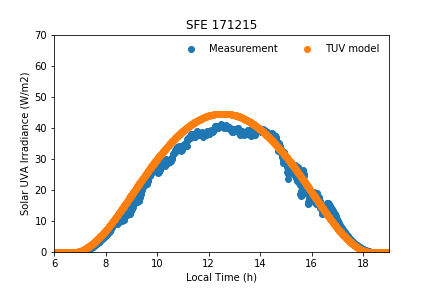 SFE 171215
Measurement
TUV model
Solar UVA Irradiance (W/m2)
70
60
50
40
30
20
10
0
6 8 10 12 14 16 18
Local Time (h)